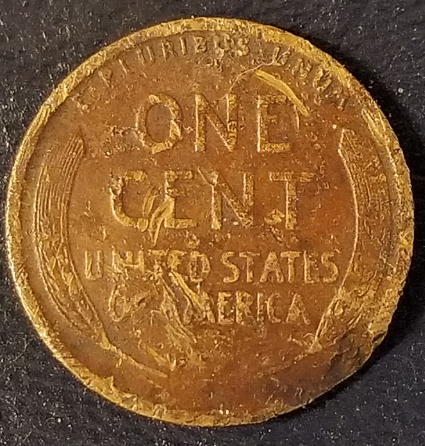 E·PLURIBUS·UNUM
ONE
CENT
UNITED STATES
OF AMERICA